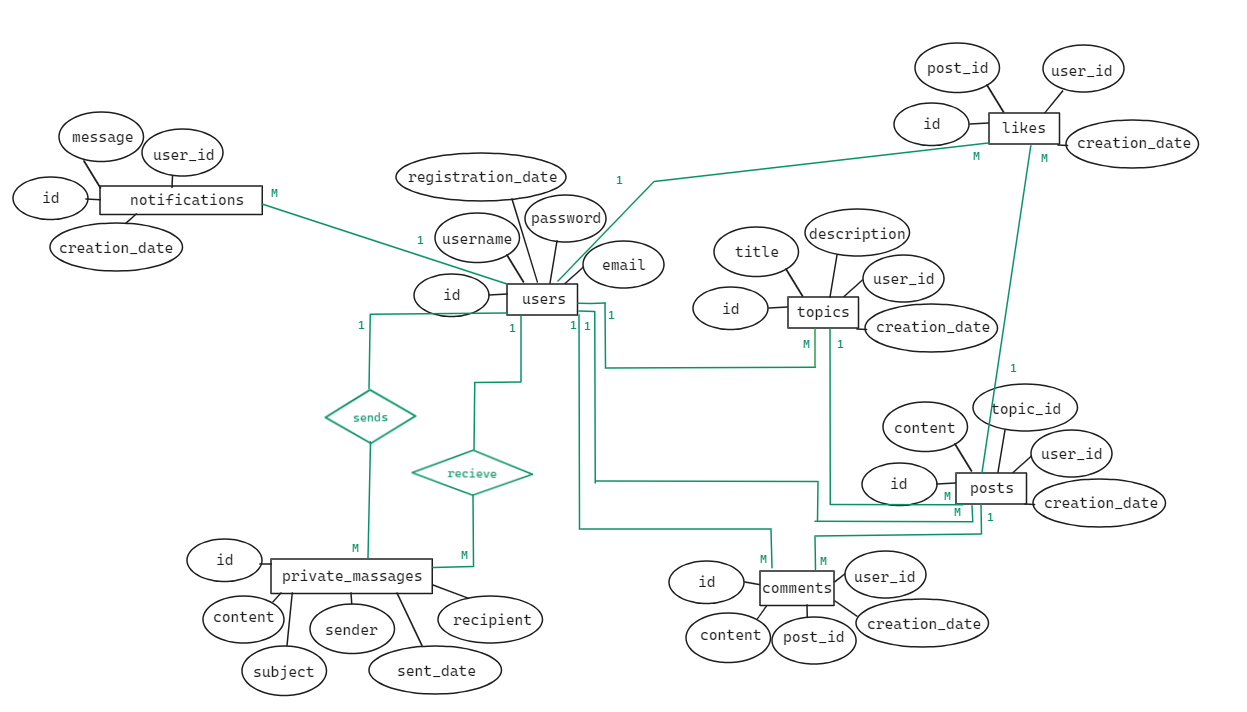 post_id
user_id
id
likes
creation_date
M
M
message
user_id
id
notifications
M
creation_date
1
registration_date
password
username
email
id
users
1
1
1
1
1
1
description
title
user_id
id
topics
creation_date
M
1
sends
recieve
M
M
1
topic_id
content
user_id
id
posts
creation_date
M
M
1
id
private_massages
content
sender
recipient
subject
sent_date
M
M
id
comments
user_id
creation_date
content
post_id